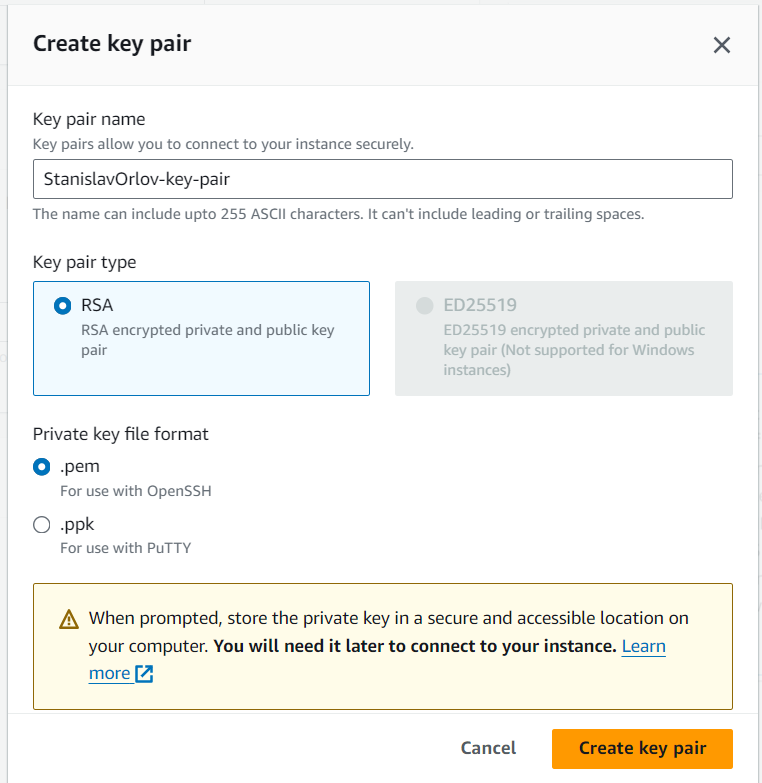 Create key pair
Key pair name
Key pairs allow you to connect to your instance securely.
StanislavOrlov-key-pair
The name can include upto 255 ASCII characters. It can't include leading or trailing spaces.
Key pair type
RSA
RSA encrypted private and public key
pair
ED25519
ED25519 encrypted private and public
key pair (Not supported for Windows
instances)
Private key file format
.pem
For use with OpenSSH
.ppk
For use with PuTTY
When prompted, store the private key in a secure and accessible location on
your computer. You will need it later to connect to your instance. Learn
more
Cancel
Create key pair